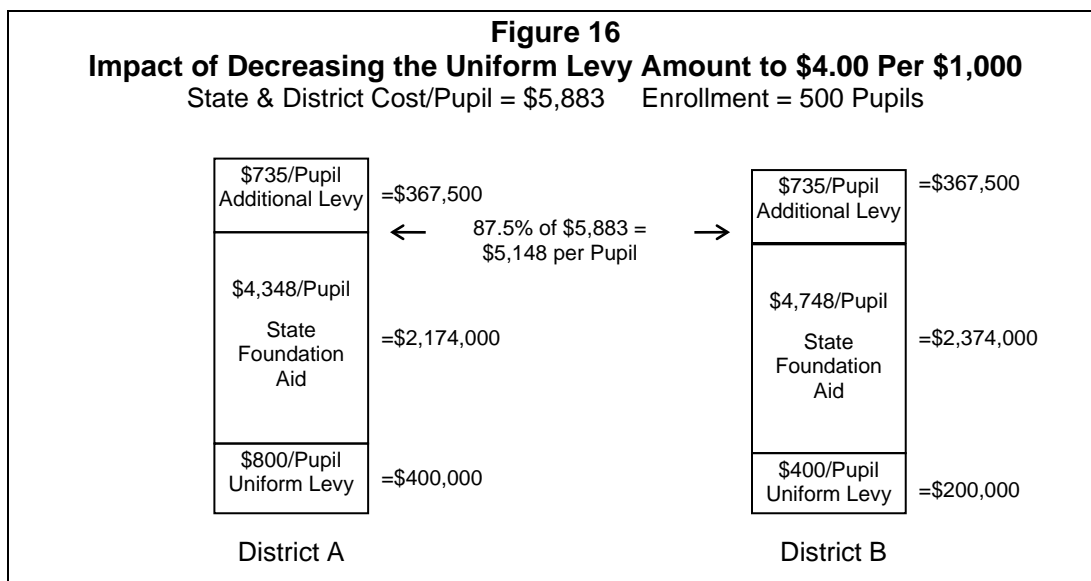 Figure 16
Impact of Decreasing the Uniform Levy Amount to $4.00 Per $1,000
State & District Cost/Pupil = $5,883 Enrollment = 500 Pupils
$735/Pupil
Additional Levy
=$367,500
87.5% of $5,883 =
$5,148 per Pupil
$4,348/Pupil
State
Foundation
Aid
=$2,174,000
$800/Pupil
Uniform Levy
=$400,000
District A
$735/Pupil
Additional Levy
=$367,500
$4,748/Pupil
State
Foundation
Aid
=$2,374,000
$400/Pupil
Uniform Levy
=$200,000
District B